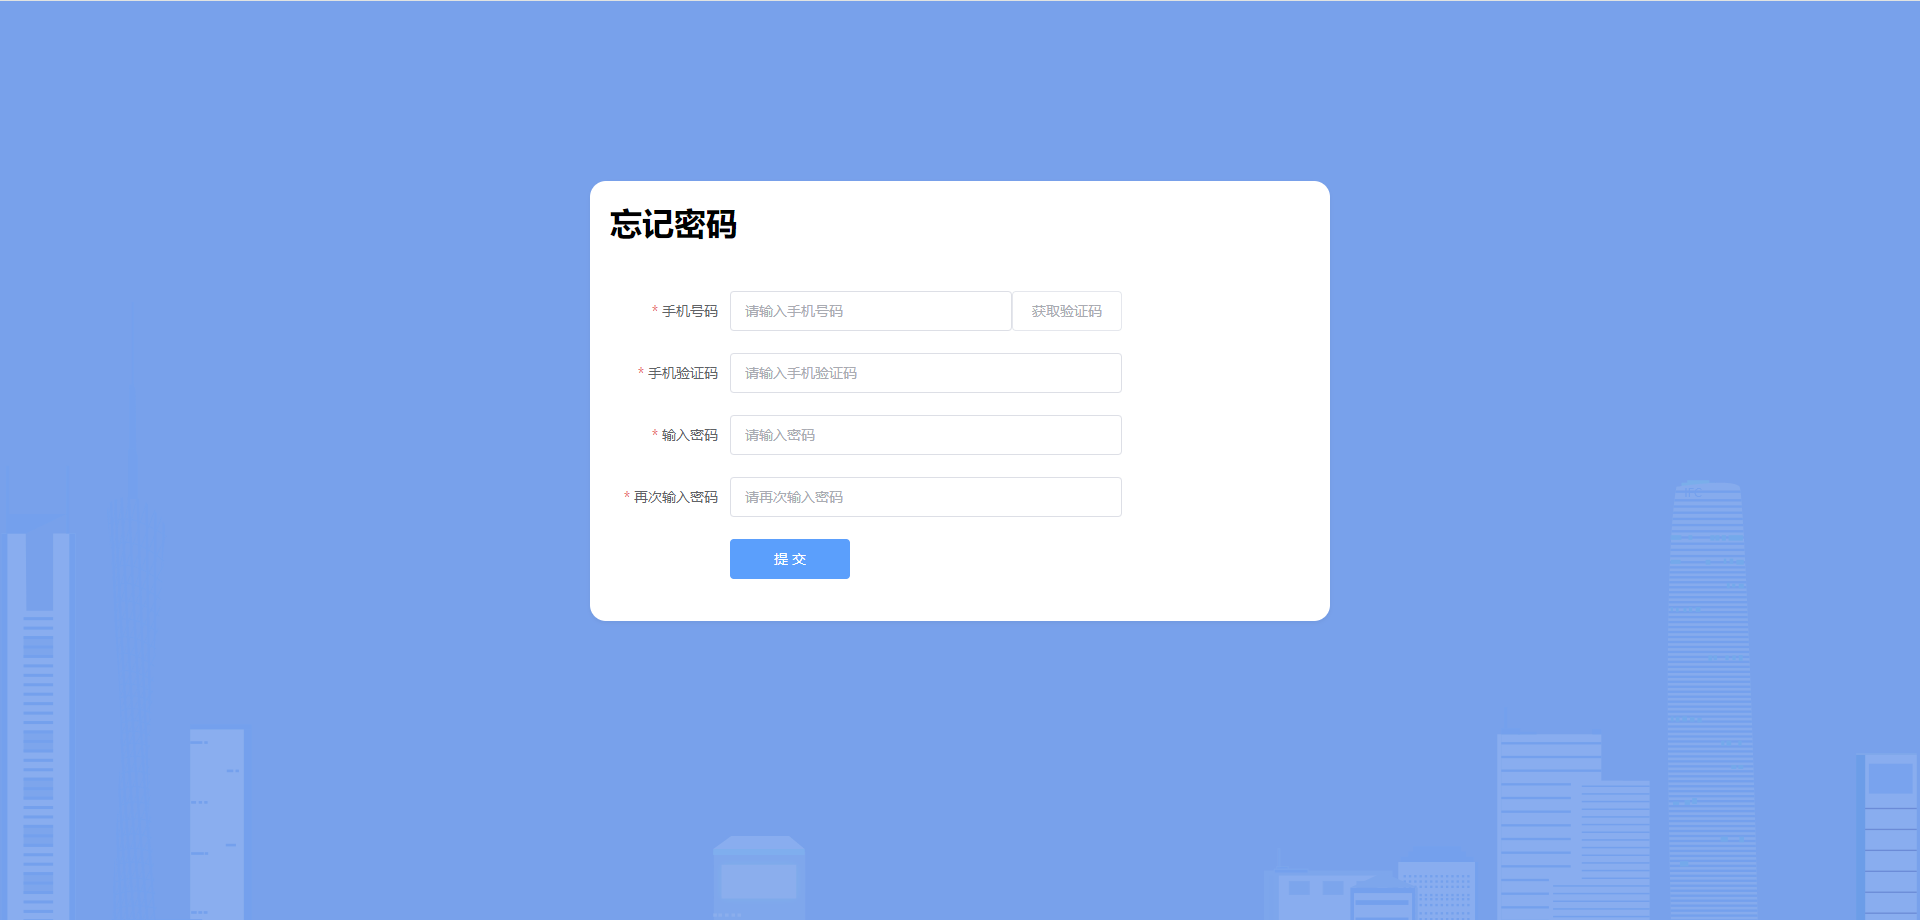 忘记密码
* 手机号码 请输入手机号码 获取验证码
* 手机验证码 请输入手机验证码
* 输入密码 请输入密码
* 再次输入密码 请再次输入密码
提 交
IFC